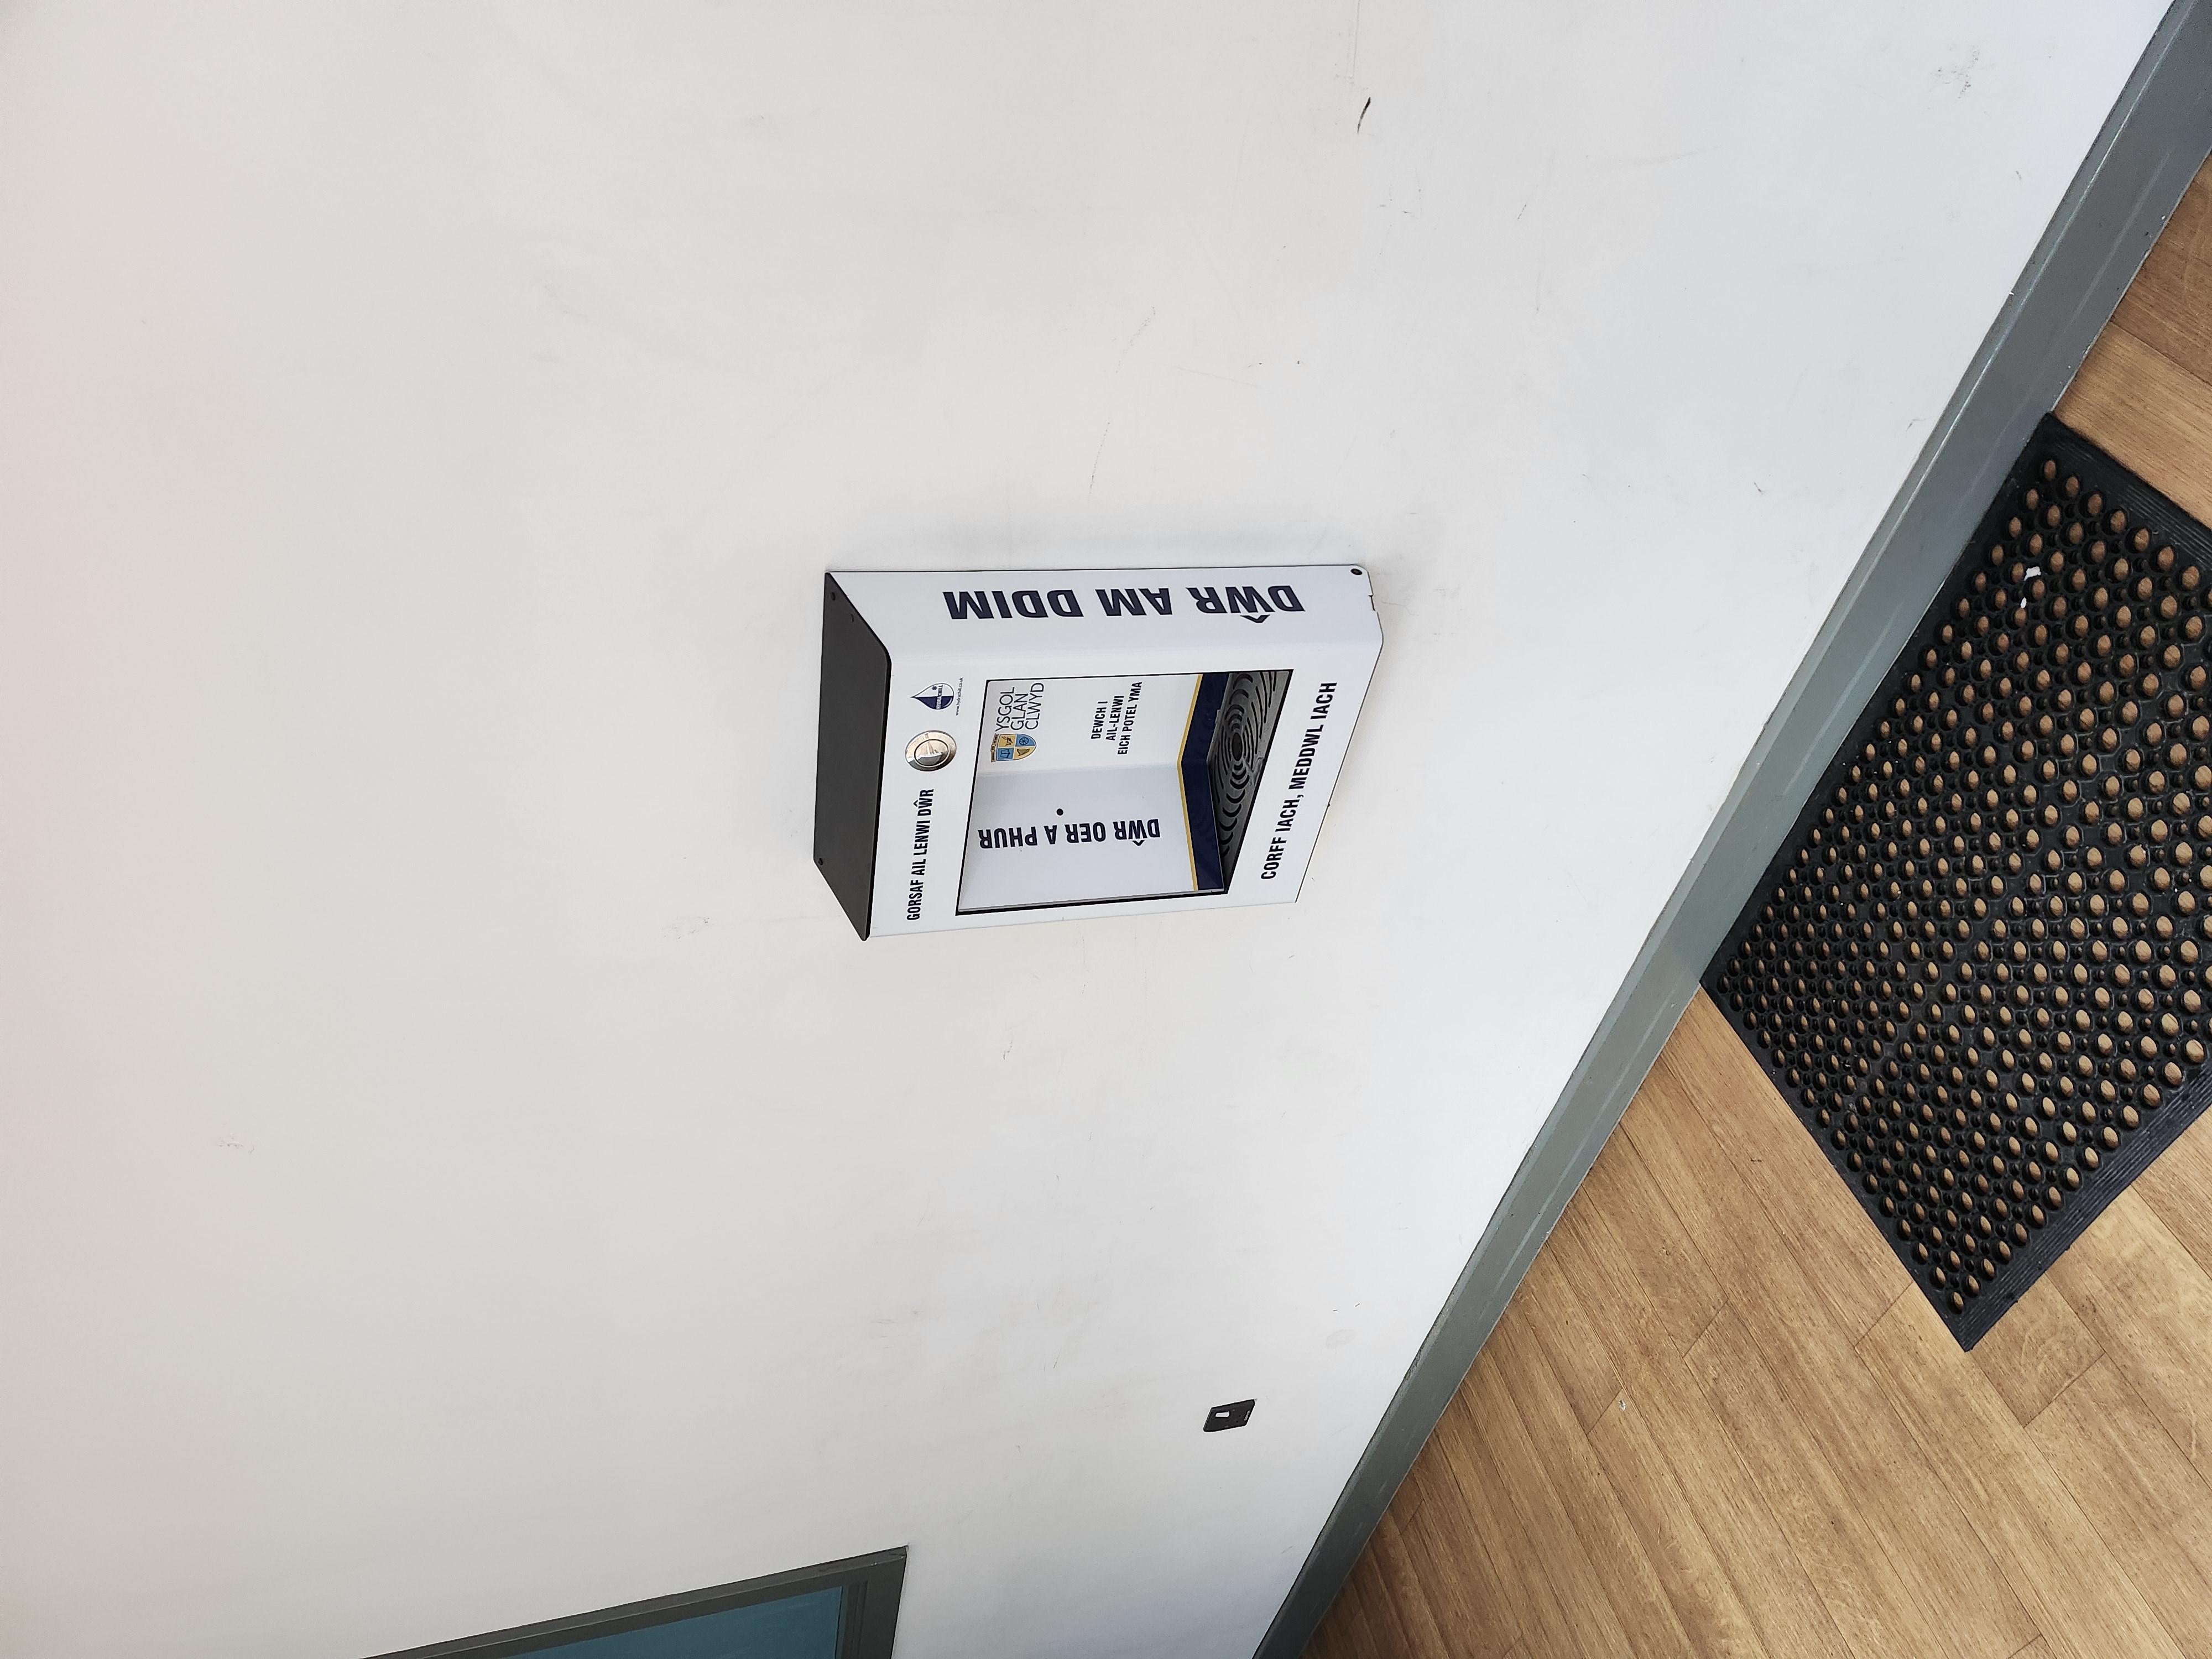 GORSAF AIL LENWI DŴR
DŴR AM DDIM
YSGOL
GLAN
CLWYD
DŴR OER A PHUR
DEWCH I
AIL-LENWI
EICH POTEL YMA
CORFF IACH, MEDDWL IACH